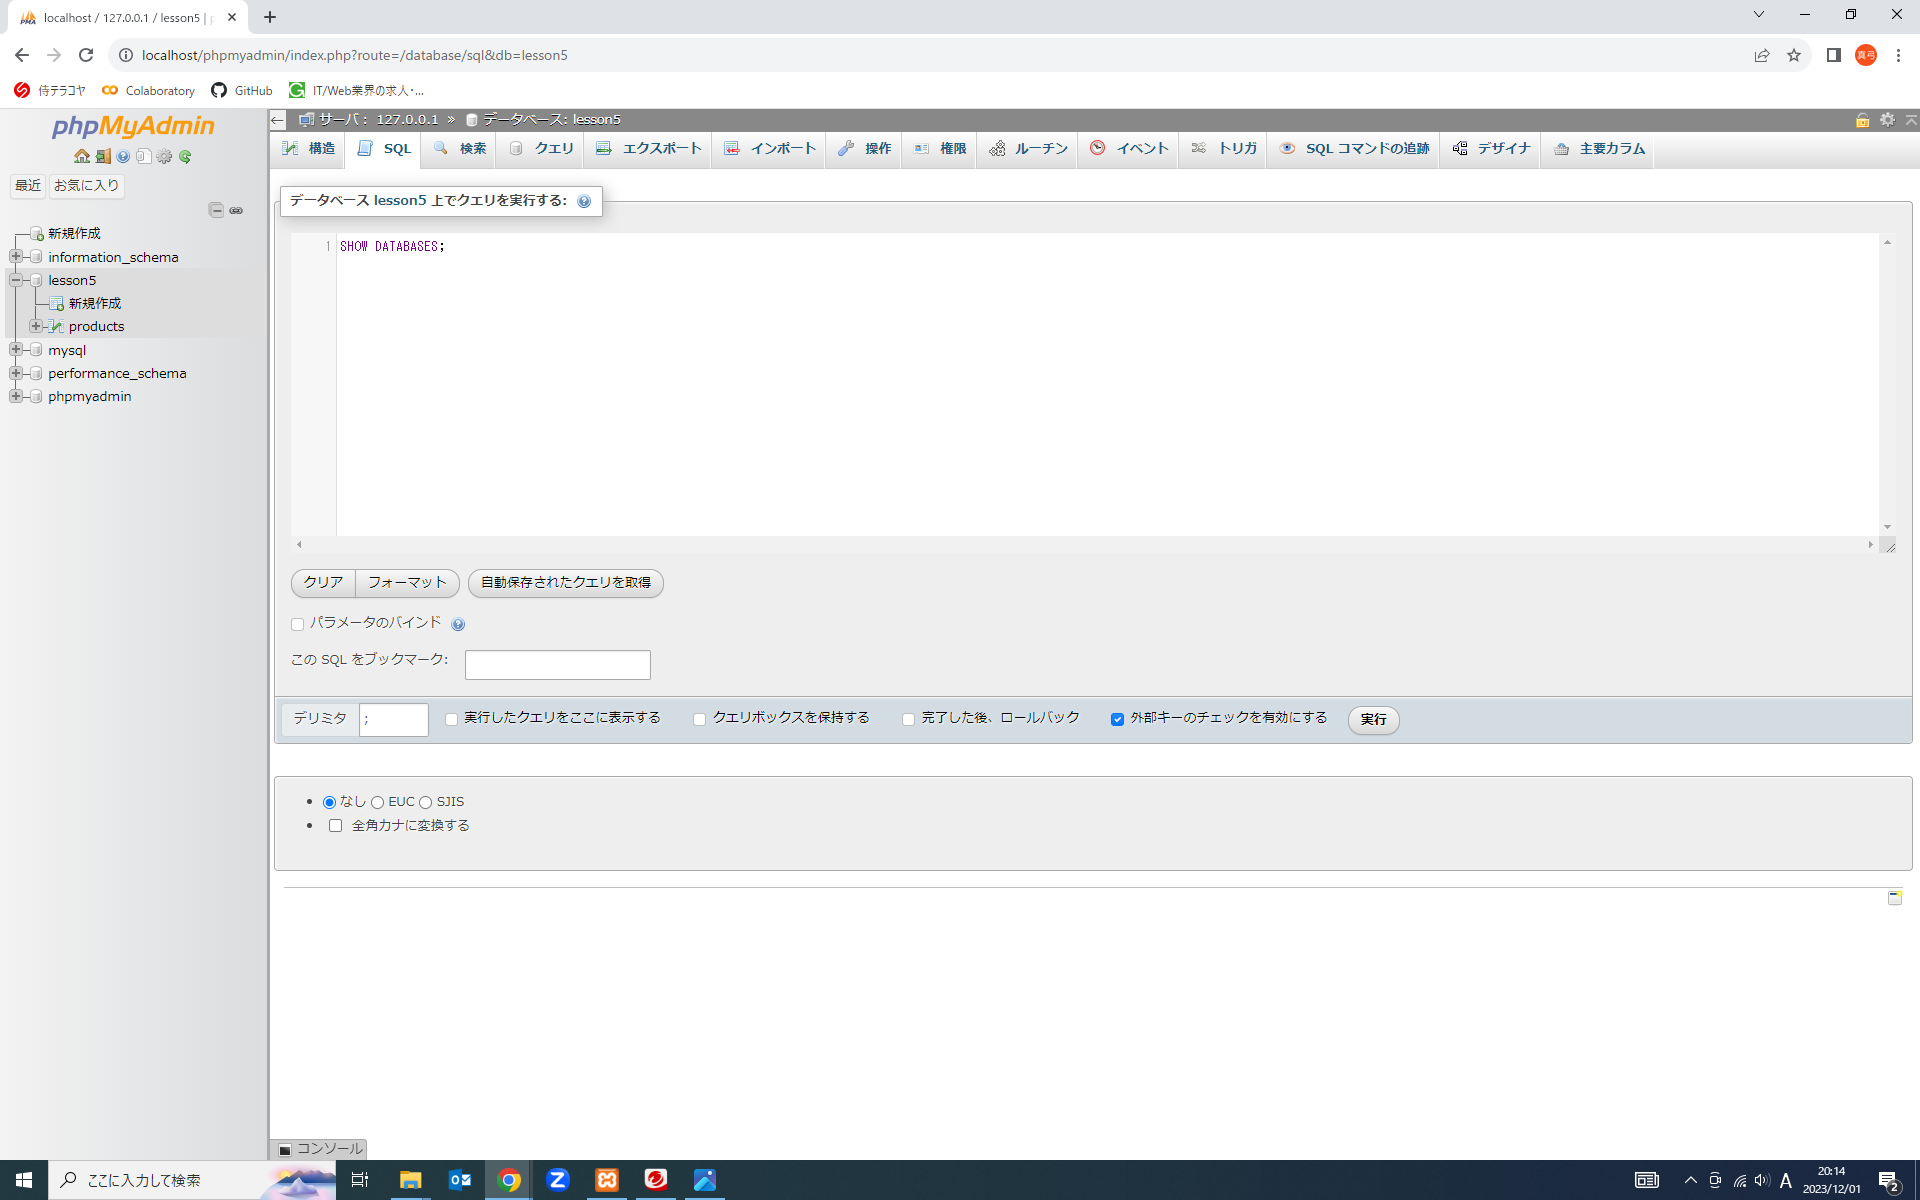 localhost / 127.0.0.1 / lesson5 | p
localhost/phpmyadmin/index.php?route=/database/sql&db=lesson5
真弓
侍テラコヤ
Colaboratory
GitHub
IT/Web業界の求人・...
phpMyAdmin
最近
お気に入り
新規作成
information_schema
lesson5
新規作成
products
mysql
performance_schema
phpmyadmin
サーバ: 127.0.0.1 » データベース: lesson5
構造
SQL
検索
クエリ
エクスポート
インポート
操作
権限
ルーチン
イベント
トリガ
SQL コマンドの追跡
デザイナ
主要カラム
データベース lesson5 上でクエリを実行する:
1 SHOW DATABASES;
クリア
フォーマット
自動保存されたクエリを取得
パラメータのバインド
この SQL をブックマーク:
デリミタ ;
実行したクエリをここに表示する
クエリボックスを保持する
完了した後、ロールバック
外部キーのチェックを有効にする
実行
なし EUC SJIS
全角カナに変換する
コンソール
ここに入力して検索
A
20:14
2023/12/01
2